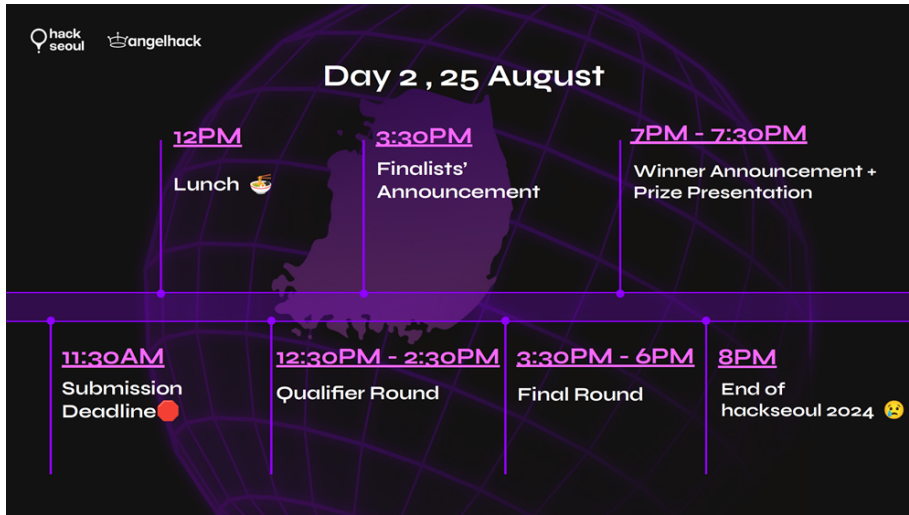 hack
seoul
angelhack
Day 2 , 25 August
12PM
Lunch 🍜
3:30PM
Finalists'
Announcement
7PM - 7:30PM
Winner Announcement +
Prize Presentation
11:30AM
Submission
Deadline🛑
12:30PM - 2:30PM
Qualifier Round
3:30PM - 6PM
Final Round
8PM
End of
hackseoul 2024 😢